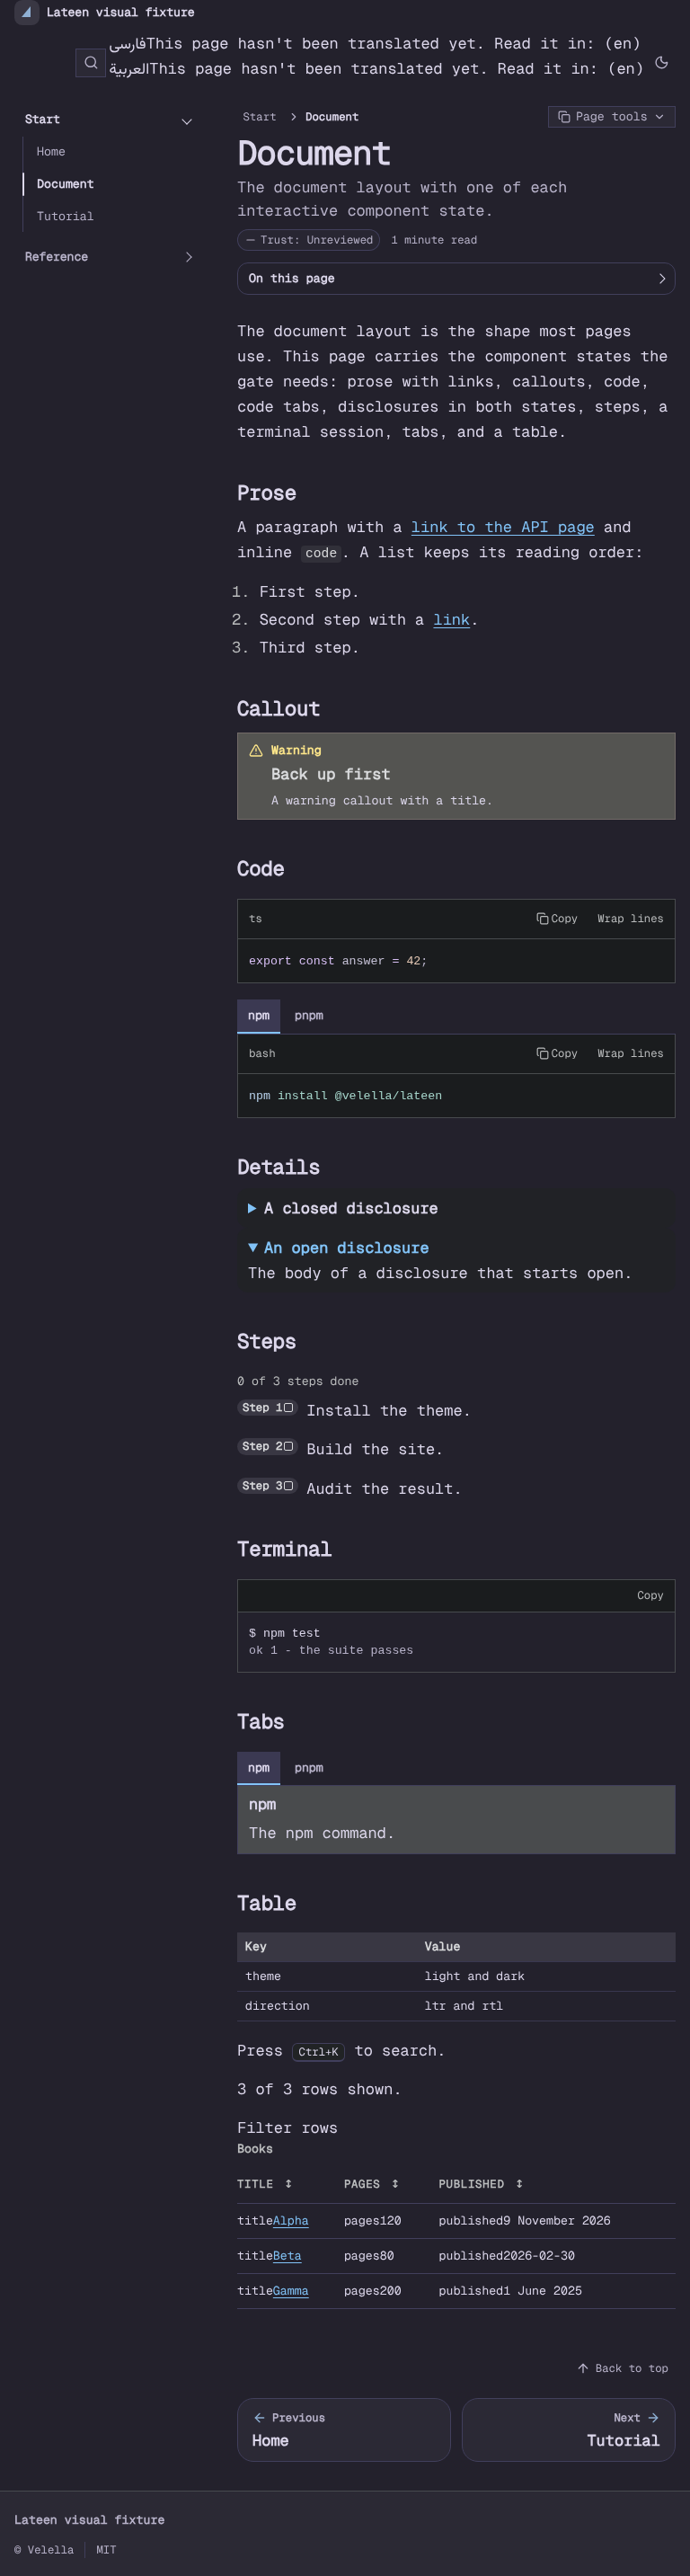 Lateen visual fixture
فارسیThis page hasn't been translated yet. Read it in: (en)
العربيةThis page hasn't been translated yet. Read it in: (en)
Start
Home
Document
Tutorial
Reference
Start > Document
Page tools
Document
The document layout with one of each
interactive component state.
Trust: Unreviewed 1 minute read
On this page
The document layout is the shape most pages
use. This page carries the component states the
gate needs: prose with links, callouts, code,
code tabs, disclosures in both states, steps, a
terminal session, tabs, and a table.
Prose
A paragraph with a link to the API page and
inline code. A list keeps its reading order:
1. First step.
2. Second step with a link.
3. Third step.
Callout
Warning
Back up first
A warning callout with a title.
Code
ts Copy Wrap lines
export const answer = 42;
npm pnpm
bash Copy Wrap lines
npm install @velella/lateen
Details
A closed disclosure
An open disclosure
The body of a disclosure that starts open.
Steps
0 of 3 steps done
Step 1 Install the theme.
Step 2 Build the site.
Step 3 Audit the result.
Terminal
Copy
$ npm test
ok 1 - the suite passes
Tabs
npm pnpm
npm
The npm command.
Table
Key Value
theme light and dark
direction ltr and rtl
Press Ctrl+K to search.
3 of 3 rows shown.
Filter rows
Books
TITLE ↕ PAGES ↕ PUBLISHED ↕
titleAlpha pages120 published9 November 2026
titleBeta pages80 published2026-02-30
titleGamma pages200 published1 June 2025
↑ Back to top
← Previous
Home
Next →
Tutorial
Lateen visual fixture
© Velella MIT